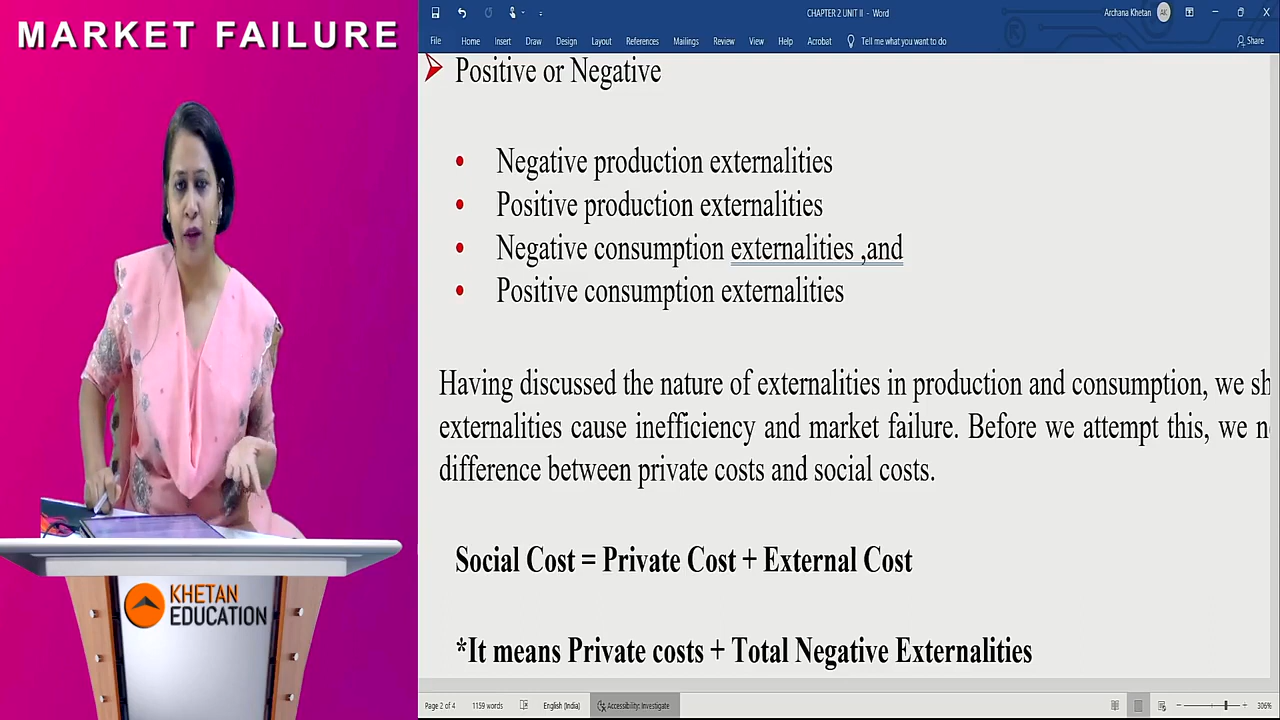 MARKET FAILURE
CHAPTER 2 UNIT II - Word
Archana Khetan
AK
File Home Insert Draw Design Layout References Mailings Review View Help Acrobat Tell me what you want to do
Share
Positive or Negative
• Negative production externalities
• Positive production externalities
• Negative consumption externalities ,and
• Positive consumption externalities
Having discussed the nature of externalities in production and consumption, we sh
externalities cause inefficiency and market failure. Before we attempt this, we n
difference between private costs and social costs.
Social Cost = Private Cost + External Cost
*It means Private costs + Total Negative Externalities
KHETAN
EDUCATION
Page 2 of 4 1159 words English (India) Accessibility: Investigate 306%